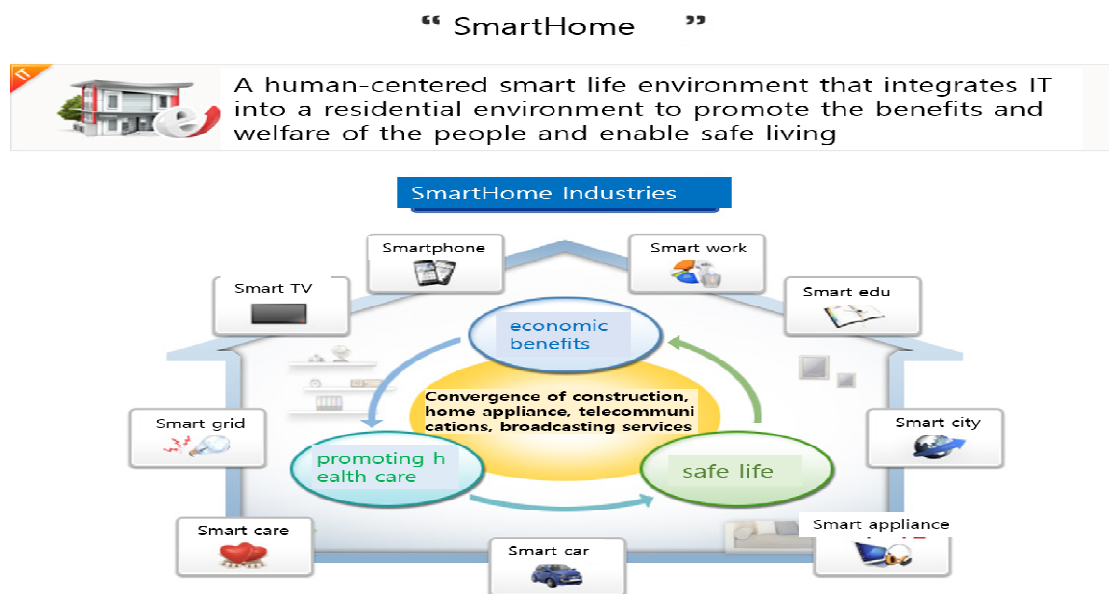 “ SmartHome ”
IT
A human-centered smart life environment that integrates IT
into a residential environment to promote the benefits and
welfare of the people and enable safe living
SmartHome Industries
Smartphone
Smart work
Smart TV
Smart edu
economic
benefits
Convergence of construction,
home appliance, telecommuni
cations, broadcasting services
Smart grid
Smart city
promoting h
ealth care
safe life
Smart care
Smart appliance
Smart car